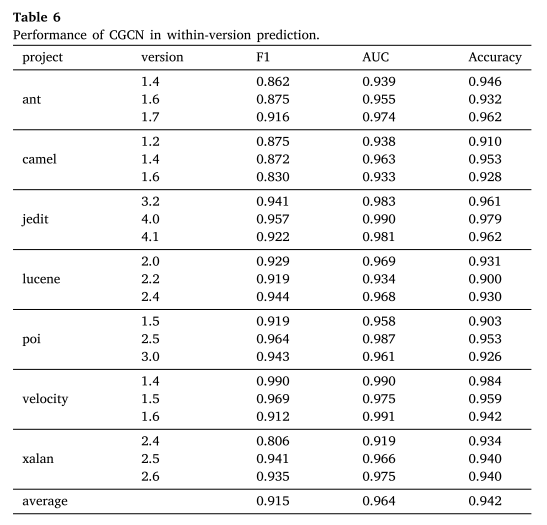 Table 6
Performance of CGCN in within-version prediction.
project version F1 AUC Accuracy
1.4 0.862 0.939 0.946
ant 1.6 0.875 0.955 0.932
1.7 0.916 0.974 0.962
1.2 0.875 0.938 0.910
camel 1.4 0.872 0.963 0.953
1.6 0.830 0.933 0.928
3.2 0.941 0.983 0.961
jedit 4.0 0.957 0.990 0.979
4.1 0.922 0.981 0.962
2.0 0.929 0.969 0.931
lucene 2.2 0.919 0.934 0.900
2.4 0.944 0.968 0.930
1.5 0.919 0.958 0.903
poi 2.5 0.964 0.987 0.953
3.0 0.943 0.961 0.926
1.4 0.990 0.990 0.984
velocity 1.5 0.969 0.975 0.959
1.6 0.912 0.991 0.942
2.4 0.806 0.919 0.934
xalan 2.5 0.941 0.966 0.940
2.6 0.935 0.975 0.940
average 0.915 0.964 0.942